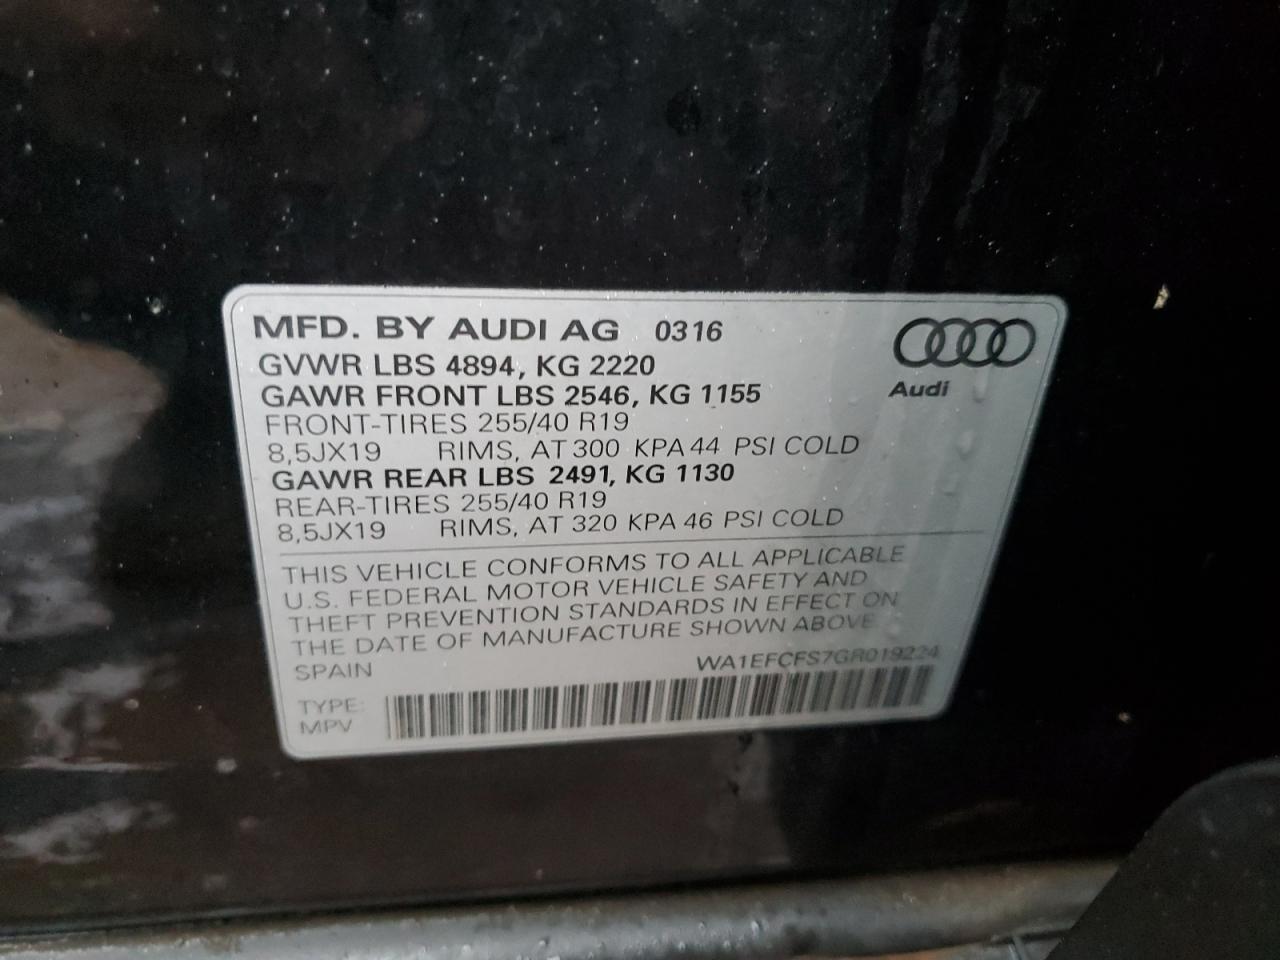 MFD. BY AUDI AG 0316
GVWR LBS 4894, KG 2220
GAWR FRONT LBS 2546, KG 1155
FRONT-TIRES 255/40 R19
8,5JX19 RIMS, AT 300 KPA 44 PSI COLD
GAWR REAR LBS 2491, KG 1130
REAR-TIRES 255/40 R19
8,5JX19 RIMS, AT 320 KPA 46 PSI COLD
Audi
THIS VEHICLE CONFORMS TO ALL APPLICABLE
U.S. FEDERAL MOTOR VEHICLE SAFETY AND
THEFT PREVENTION STANDARDS IN EFFECT ON
THE DATE OF MANUFACTURE SHOWN ABOVE
SPAIN WA1EFCFS7GR019224
TYPE:
MPV